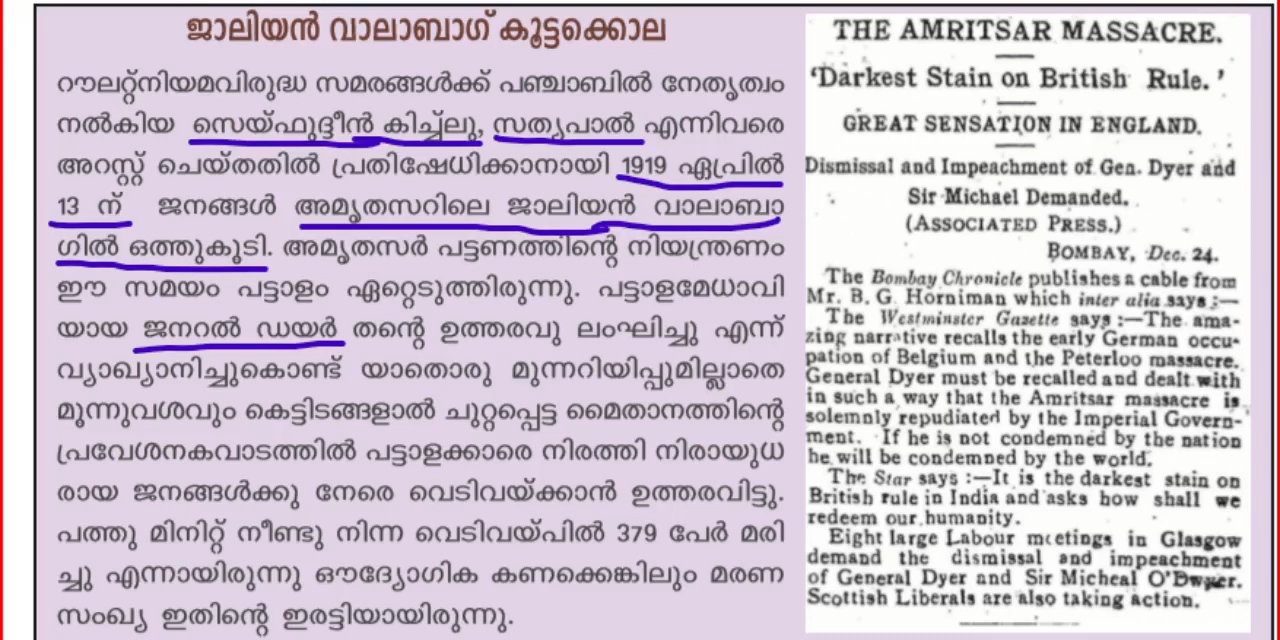 ജാലിയൻ വാലാബാഗ് കൂട്ടക്കൊല
റൗലറ്റ്നിയമവിരുദ്ധ സമരങ്ങൾക്ക് പഞ്ചാബിൽ നേതൃത്വം
നൽകിയ സെയ്ഫുദ്ദീൻ കിച്ച്ലു, സത്യപാൽ എന്നിവരെ
അറസ്റ്റ് ചെയ്തതിൽ പ്രതിഷേധിക്കാനായി 1919 ഏപ്രിൽ
13 ന് ജനങ്ങൾ അമൃതസറിലെ ജാലിയൻ വാലാബാ
ഗിൽ ഒത്തുകൂടി. അമൃതസർ പട്ടണത്തിന്റെ നിയന്ത്രണം
ഈ സമയം പട്ടാളം ഏറ്റെടുത്തിരുന്നു. പട്ടാളമേധാവി
യായ ജനറൽ ഡയർ തന്റെ ഉത്തരവു ലംഘിച്ചു എന്ന്
വ്യാഖ്യാനിച്ചുകൊണ്ട് യാതൊരു മുന്നറിയിപ്പുമില്ലാതെ
മൂന്നുവശവും കെട്ടിടങ്ങളാൽ ചുറ്റപ്പെട്ട മൈതാനത്തിന്റെ
പ്രവേശനകവാടത്തിൽ പട്ടാളക്കാരെ നിരത്തി നിരായുധ
രായ ജനങ്ങൾക്കു നേരെ വെടിവയ്ക്കാൻ ഉത്തരവിട്ടു.
പത്തു മിനിറ്റ് നീണ്ടു നിന്ന വെടിവയ്പിൽ 379 പേർ മരി
ച്ചു എന്നായിരുന്നു ഔദ്യോഗിക കണക്കെങ്കിലും മരണ
സംഖ്യ ഇതിന്റെ ഇരട്ടിയായിരുന്നു.
THE AMRITSAR MASSACRE.
'Darkest Stain on British Rule.'
GREAT SENSATION IN ENGLAND.
Dismissal and Impeachment of Gen. Dyer and
Sir Michael Demanded.
(ASSOCIATED PRESS.)
BOMBAY, Dec. 24.
The Bombay Chronicle publishes a cable from
Mr. B. G. Horniman which inter alia says :—
The Westminster Gazette says :—The ama-
zing narrative recalls the early German occu-
pation of Belgium and the Peterloo massacre.
General Dyer must be recalled and dealt with
in such a way that the Amritsar massacre is
solemnly repudiated by the Imperial Govern-
ment. If he is not condemned by the nation
he will be condemned by the world.
The Star says :—It is the darkest stain on
British rule in India and asks how shall we
redeem our humanity.
Eight large Labour meetings in Glasgow
demand the dismissal and impeachment
of General Dyer and Sir Micheal O'Dwyer.
Scottish Liberals are also taking action.